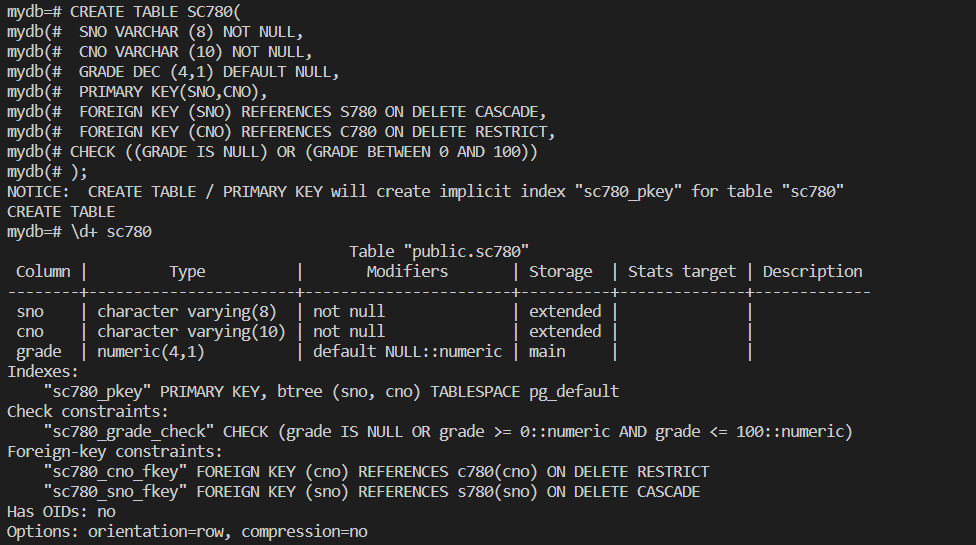 mydb=# CREATE TABLE SC780(
mydb(#  SNO VARCHAR (8) NOT NULL,
mydb(#  CNO VARCHAR (10) NOT NULL,
mydb(#  GRADE DEC (4,1) DEFAULT NULL,
mydb(#  PRIMARY KEY(SNO,CNO),
mydb(#  FOREIGN KEY (SNO) REFERENCES S780 ON DELETE CASCADE,
mydb(#  FOREIGN KEY (CNO) REFERENCES C780 ON DELETE RESTRICT,
mydb(# CHECK ((GRADE IS NULL) OR (GRADE BETWEEN 0 AND 100))
mydb(# );
NOTICE:  CREATE TABLE / PRIMARY KEY will create implicit index "sc780_pkey" for table "sc780"
CREATE TABLE
mydb=# \d+ sc780
                                  Table "public.sc780"
 Column |         Type          |       Modifiers       | Storage  | Stats target | Description
--------+-----------------------+-----------------------+----------+--------------+-------------
 sno    | character varying(8)  | not null              | extended |              |
 cno    | character varying(10) | not null              | extended |              |
 grade  | numeric(4,1)          | default NULL::numeric | main     |              |
Indexes:
    "sc780_pkey" PRIMARY KEY, btree (sno, cno) TABLESPACE pg_default
Check constraints:
    "sc780_grade_check" CHECK (grade IS NULL OR grade >= 0::numeric AND grade <= 100::numeric)
Foreign-key constraints:
    "sc780_cno_fkey" FOREIGN KEY (cno) REFERENCES c780(cno) ON DELETE RESTRICT
    "sc780_sno_fkey" FOREIGN KEY (sno) REFERENCES s780(sno) ON DELETE CASCADE
Has OIDs: no
Options: orientation=row, compression=no